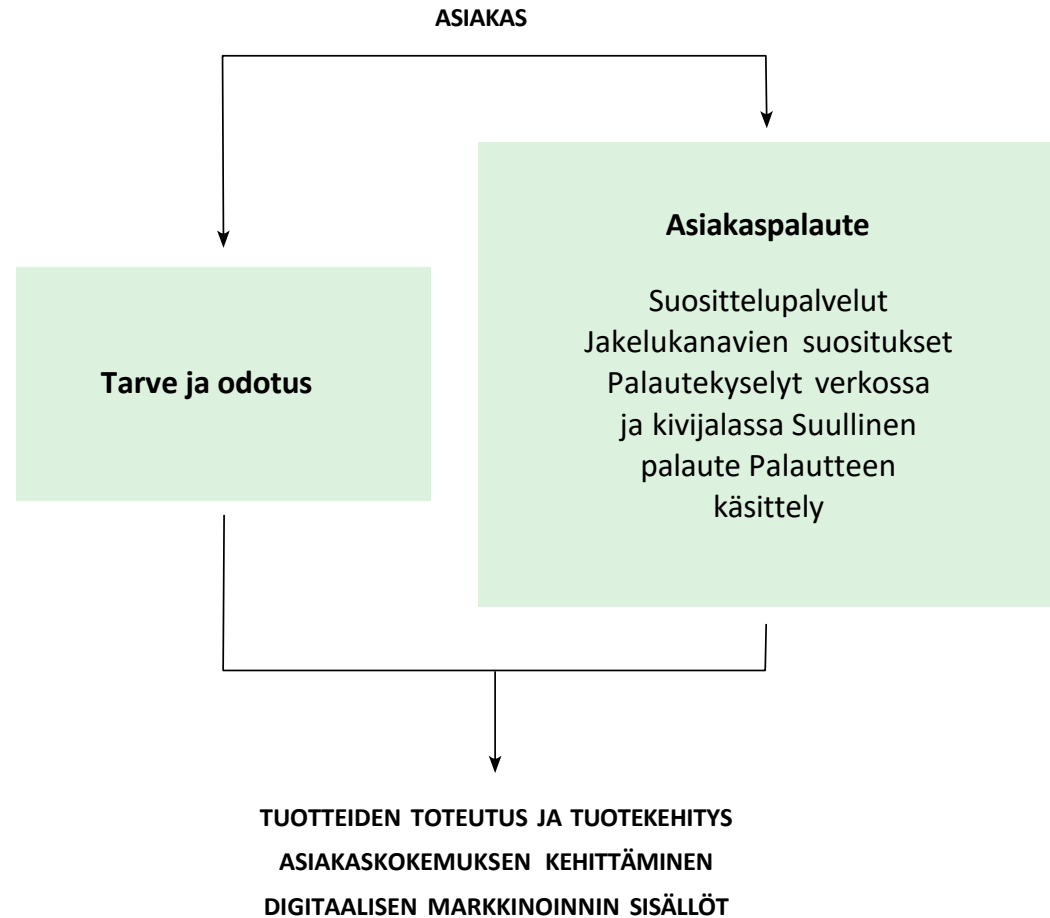 ASIAKAS
Tarve ja odotus
Asiakaspalaute
Suosittelupalvelut
Jakelukanavien suositukset
Palautekyselyt verkossa
ja kivijalassa Suullinen
palaute Palautteen
käsittely
TUOTTEIDEN TOTEUTUS JA TUOTEKEHITYS
ASIAKASKOKEMUKSEN KEHITTÄMINEN
DIGITAALISEN MARKKINOINNIN SISÄLLÖT